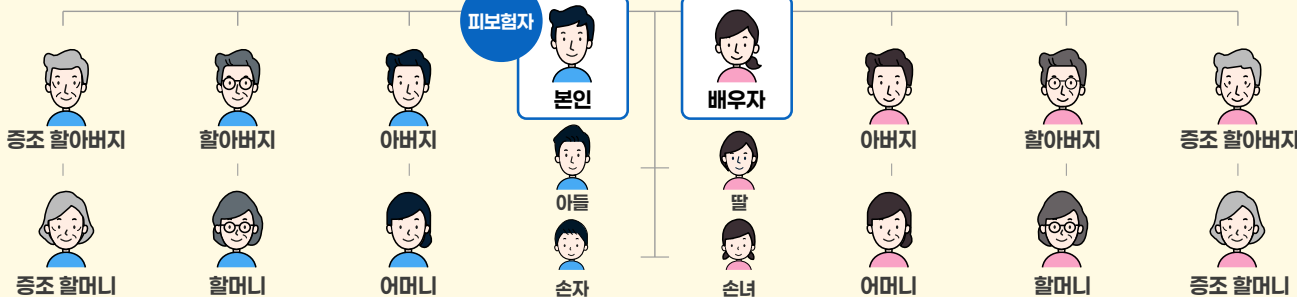 피보험자
본인
배우자
증조 할아버지
할아버지
아버지
아버지
할아버지
증조 할아버지
아들
딸
증조 할머니
할머니
어머니
손자
손녀
어머니
할머니
증조 할머니